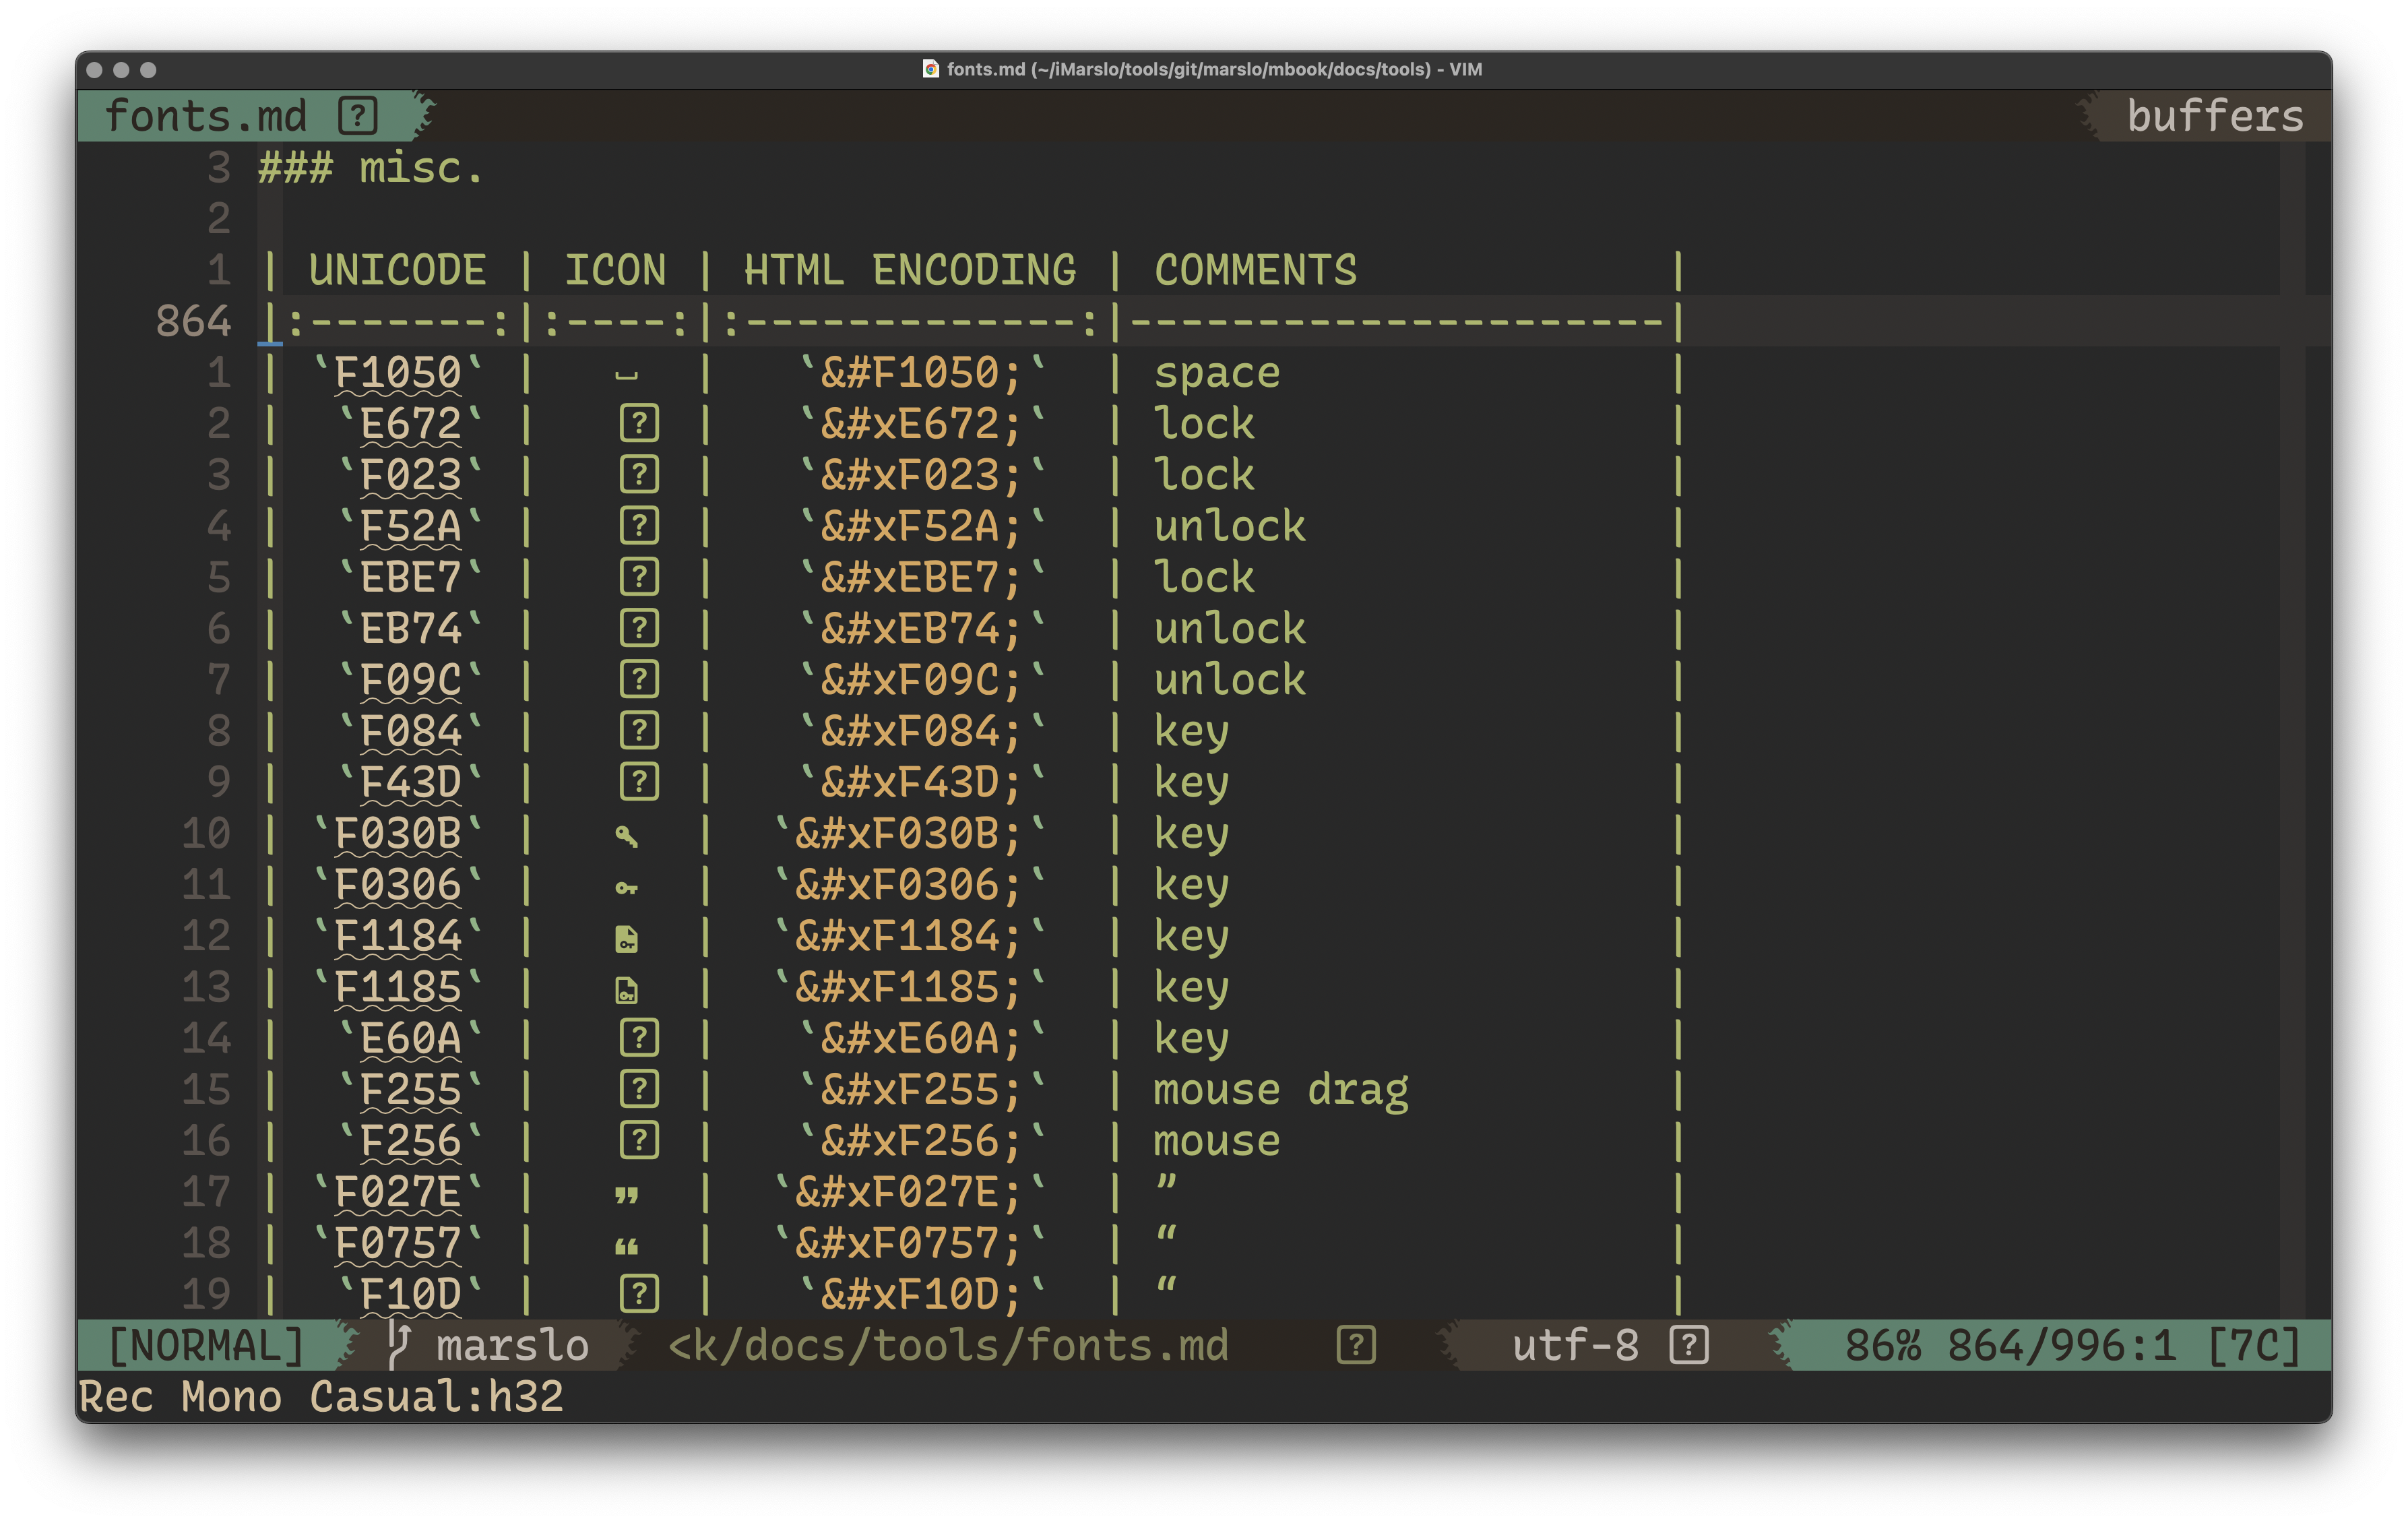 fonts.md (~/iMarslo/tools/git/marslo/mbook/docs/tools) - VIM
fonts.md buffers
3 ### misc.
2
1 | UNICODE | ICON | HTML ENCODING | COMMENTS |
864 |:-------:|:----:|:-------------:|---------------------|
1 | `F1050` | | `&#F1050;` | space |
2 | `E672` | | `&#xE672;` | lock |
3 | `F023` | | `&#xF023;` | lock |
4 | `F52A` | | `&#xF52A;` | unlock |
5 | `EBE7` | | `&#xEBE7;` | lock |
6 | `EB74` | | `&#xEB74;` | unlock |
7 | `F09C` | | `&#xF09C;` | unlock |
8 | `F084` | | `&#xF084;` | key |
9 | `F43D` | | `&#xF43D;` | key |
10 | `F030B` | | `&#xF030B;` | key |
11 | `F0306` | | `&#xF0306;` | key |
12 | `F1184` | | `&#xF1184;` | key |
13 | `F1185` | | `&#xF1185;` | key |
14 | `E60A` | | `&#xE60A;` | key |
15 | `F255` | | `&#xF255;` | mouse drag |
16 | `F256` | | `&#xF256;` | mouse |
17 | `F027E` | | `&#xF027E;` | ” |
18 | `F0757` | | `&#xF0757;` | “ |
19 | `F10D` | | `&#xF10D;` | “ |
[NORMAL] marslo <k/docs/tools/fonts.md utf-8 86% 864/996:1 [7C]
Rec Mono Casual:h32